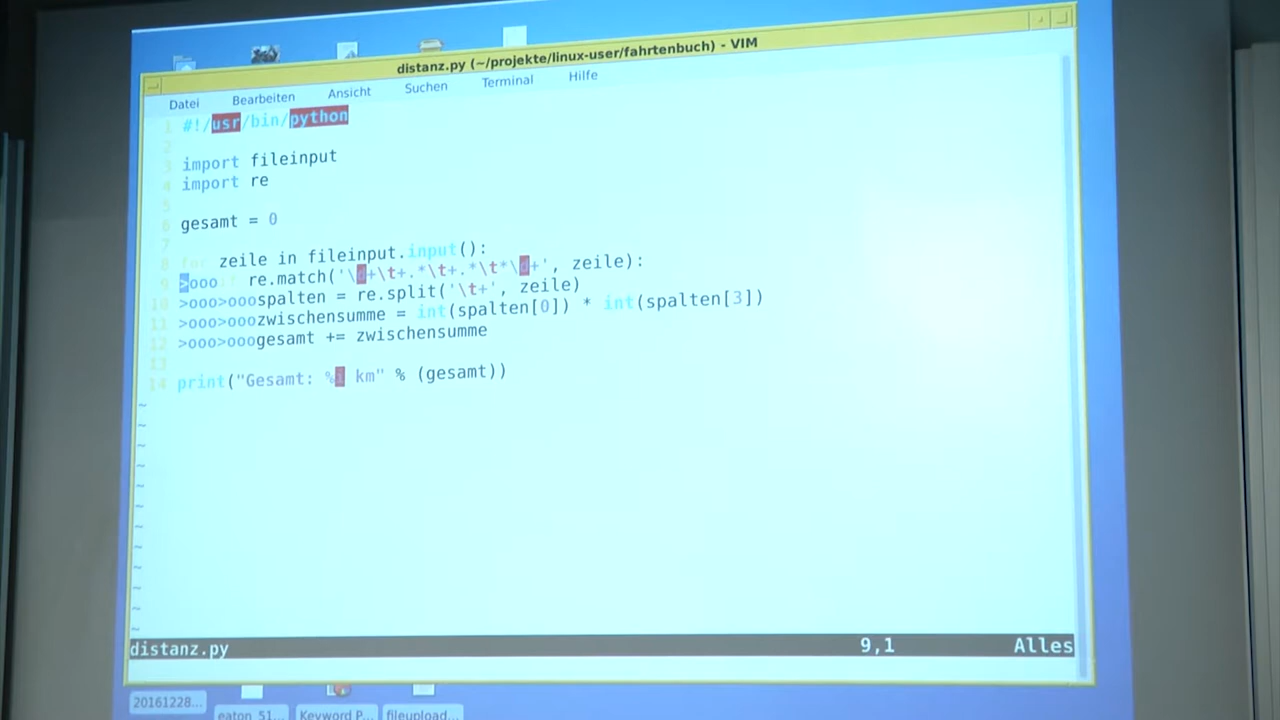 distanz.py (~/projekte/linux-user/fahrtenbuch) - VIM
Datei Bearbeiten Ansicht Suchen Terminal Hilfe
1 #!/usr/bin/python
2
3 import fileinput
4 import re
5
6 gesamt = 0
7
8 for zeile in fileinput.input():
9 >oooif re.match('\d+\t+.*\t+.*\t*\d+', zeile):
10 >ooo>ooospalten = re.split('\t+', zeile)
11 >ooo>ooozwischensumme = int(spalten[0]) * int(spalten[3])
12 >ooo>ooogesamt += zwischensumme
13
14 print("Gesamt: %i km" % (gesamt))
~
~
~
~
~
~
~
~
~
~
~
~
distanz.py 9,1 Alles
20161228... eaton_51... Keyword P... fileupload...